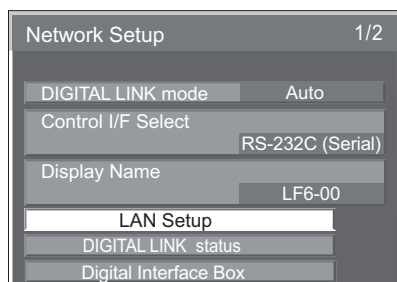 Network Setup 1/2
DIGITAL LINK mode Auto
Control I/F Select
RS-232C (Serial)
Display Name
LF6-00
LAN Setup
DIGITAL LINK status
Digital Interface Box